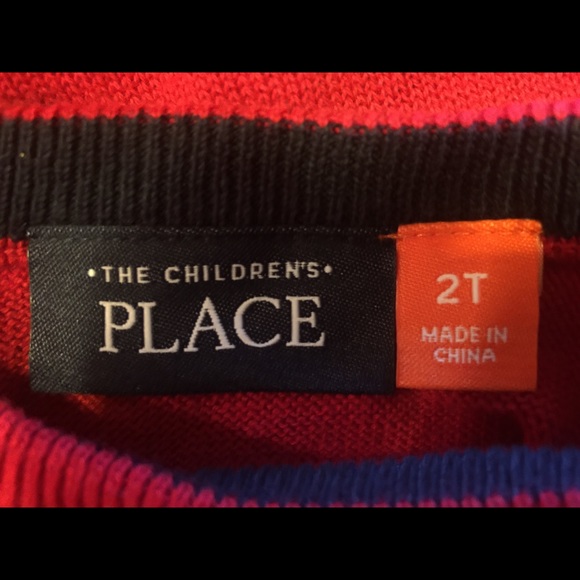 •THE CHILDREN'S•
PLACE
2T
MADE IN
CHINA